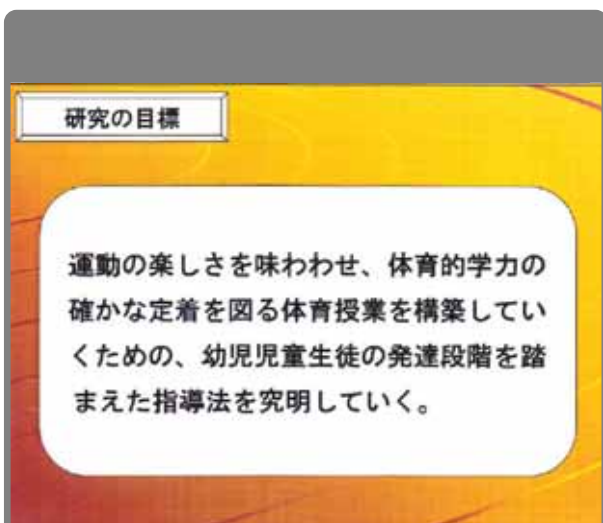 研究の目標
運動の楽しさを味わわせ、体育的学力の
確かな定着を図る体育授業を構築してい
くための、幼児児童生徒の発達段階を踏
まえた指導法を究明していく。